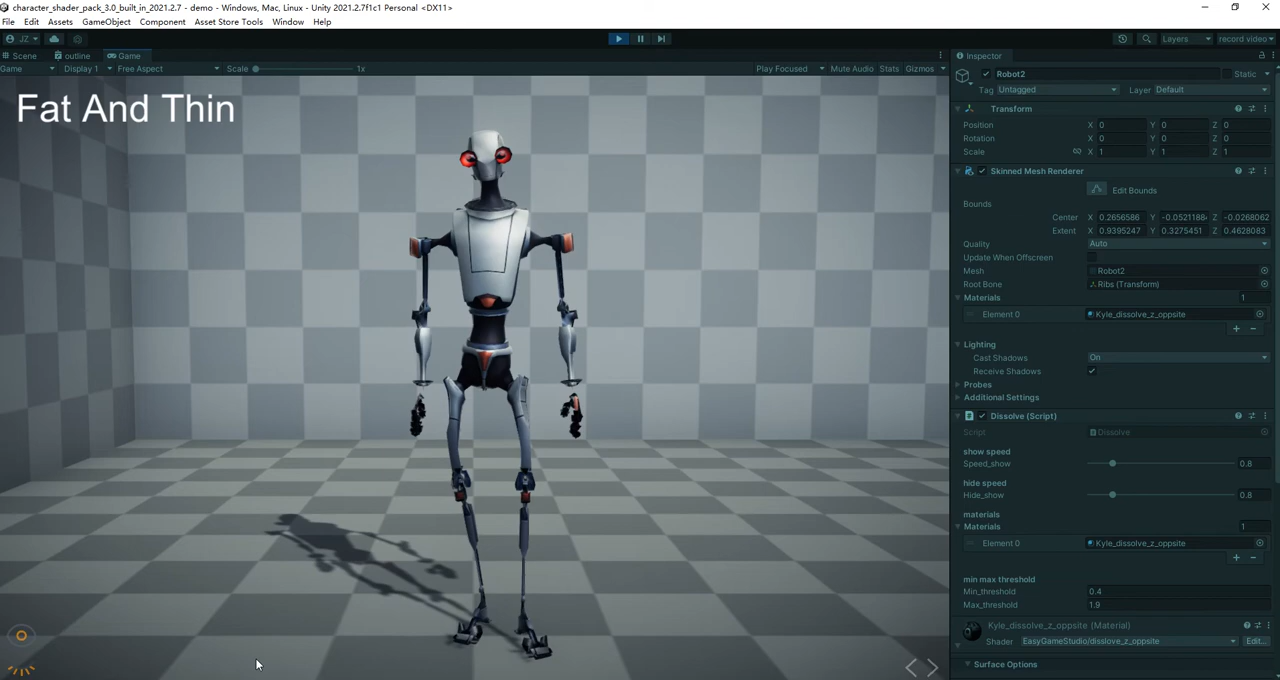 character_shader_pack_3.0_built_in_2021.2.7 - demo - Windows, Mac, Linux - Unity 2021.2.7f1c1 Personal <DX11>
File Edit Assets GameObject Component Asset Store Tools Window Help
JZ Layers record video
Scene outline Game Inspector
Game Display 1 Free Aspect Scale 1x Play Focused Mute Audio Stats Gizmos
Robot2 Static
Tag Untagged Layer Default
Fat And Thin
Transform
Position X 0 Y 0 Z 0
Rotation X 0 Y 0 Z 0
Scale X 1 Y 1 Z 1
Skinned Mesh Renderer
Edit Bounds
Bounds
Center X 0.2656586 Y -0.0521188 Z -0.0268062
Extent X 0.9395247 Y 0.3275451 Z 0.4628083
Quality Auto
Update When Offscreen
Mesh Robot2
Root Bone Ribs (Transform)
Materials 1
Element 0 Kyle_dissolve_z_oppsite
+ −
Lighting
Cast Shadows On
Receive Shadows
Probes
Additional Settings
Dissolve (Script)
Script Dissolve
show speed
Speed_show 0.8
hide speed
Hide_show 0.8
materials
Materials 1
Element 0 Kyle_dissolve_z_oppsite
+ −
min max threshold
Min_threshold 0.4
Max_threshold 1.9
Kyle_dissolve_z_oppsite (Material)
Shader EasyGameStudio/disslove_z_oppsite Edit...
Surface Options